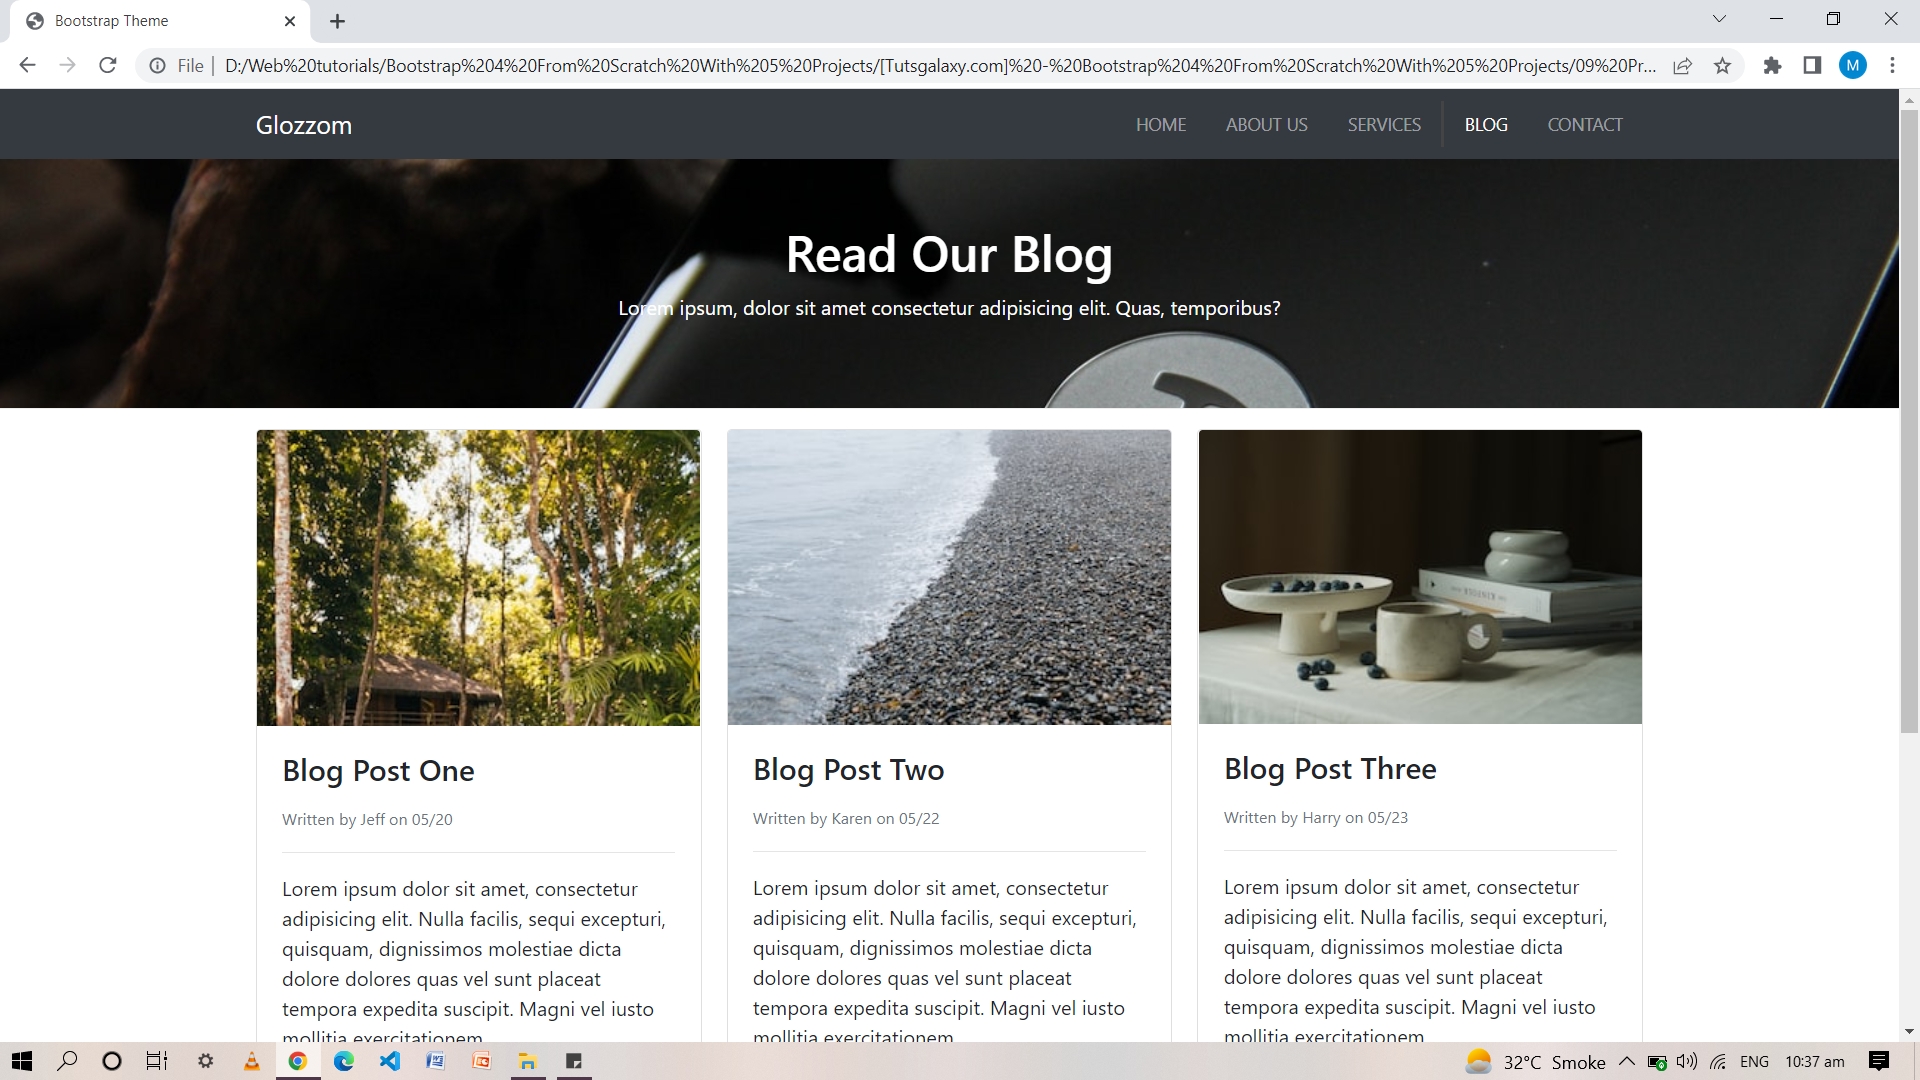 Bootstrap Theme
File
D:/Web%20tutorials/Bootstrap%204%20From%20Scratch%20With%205%20Projects/[Tutsgalaxy.com]%20-%20Bootstrap%204%20From%20Scratch%20With%205%20Projects/09%20Pr...
M
Glozzom
HOME ABOUT US SERVICES BLOG CONTACT
Read Our Blog
Lorem ipsum, dolor sit amet consectetur adipisicing elit. Quas, temporibus?
Blog Post One
Written by Jeff on 05/20
Lorem ipsum dolor sit amet, consectetur
adipisicing elit. Nulla facilis, sequi excepturi,
quisquam, dignissimos molestiae dicta
dolore dolores quas vel sunt placeat
tempora expedita suscipit. Magni vel iusto
mollitia exercitationem
Blog Post Two
Written by Karen on 05/22
Lorem ipsum dolor sit amet, consectetur
adipisicing elit. Nulla facilis, sequi excepturi,
quisquam, dignissimos molestiae dicta
dolore dolores quas vel sunt placeat
tempora expedita suscipit. Magni vel iusto
mollitia exercitationem
Blog Post Three
Written by Harry on 05/23
Lorem ipsum dolor sit amet, consectetur
adipisicing elit. Nulla facilis, sequi excepturi,
quisquam, dignissimos molestiae dicta
dolore dolores quas vel sunt placeat
tempora expedita suscipit. Magni vel iusto
mollitia exercitationem
32°C Smoke
ENG
10:37 am